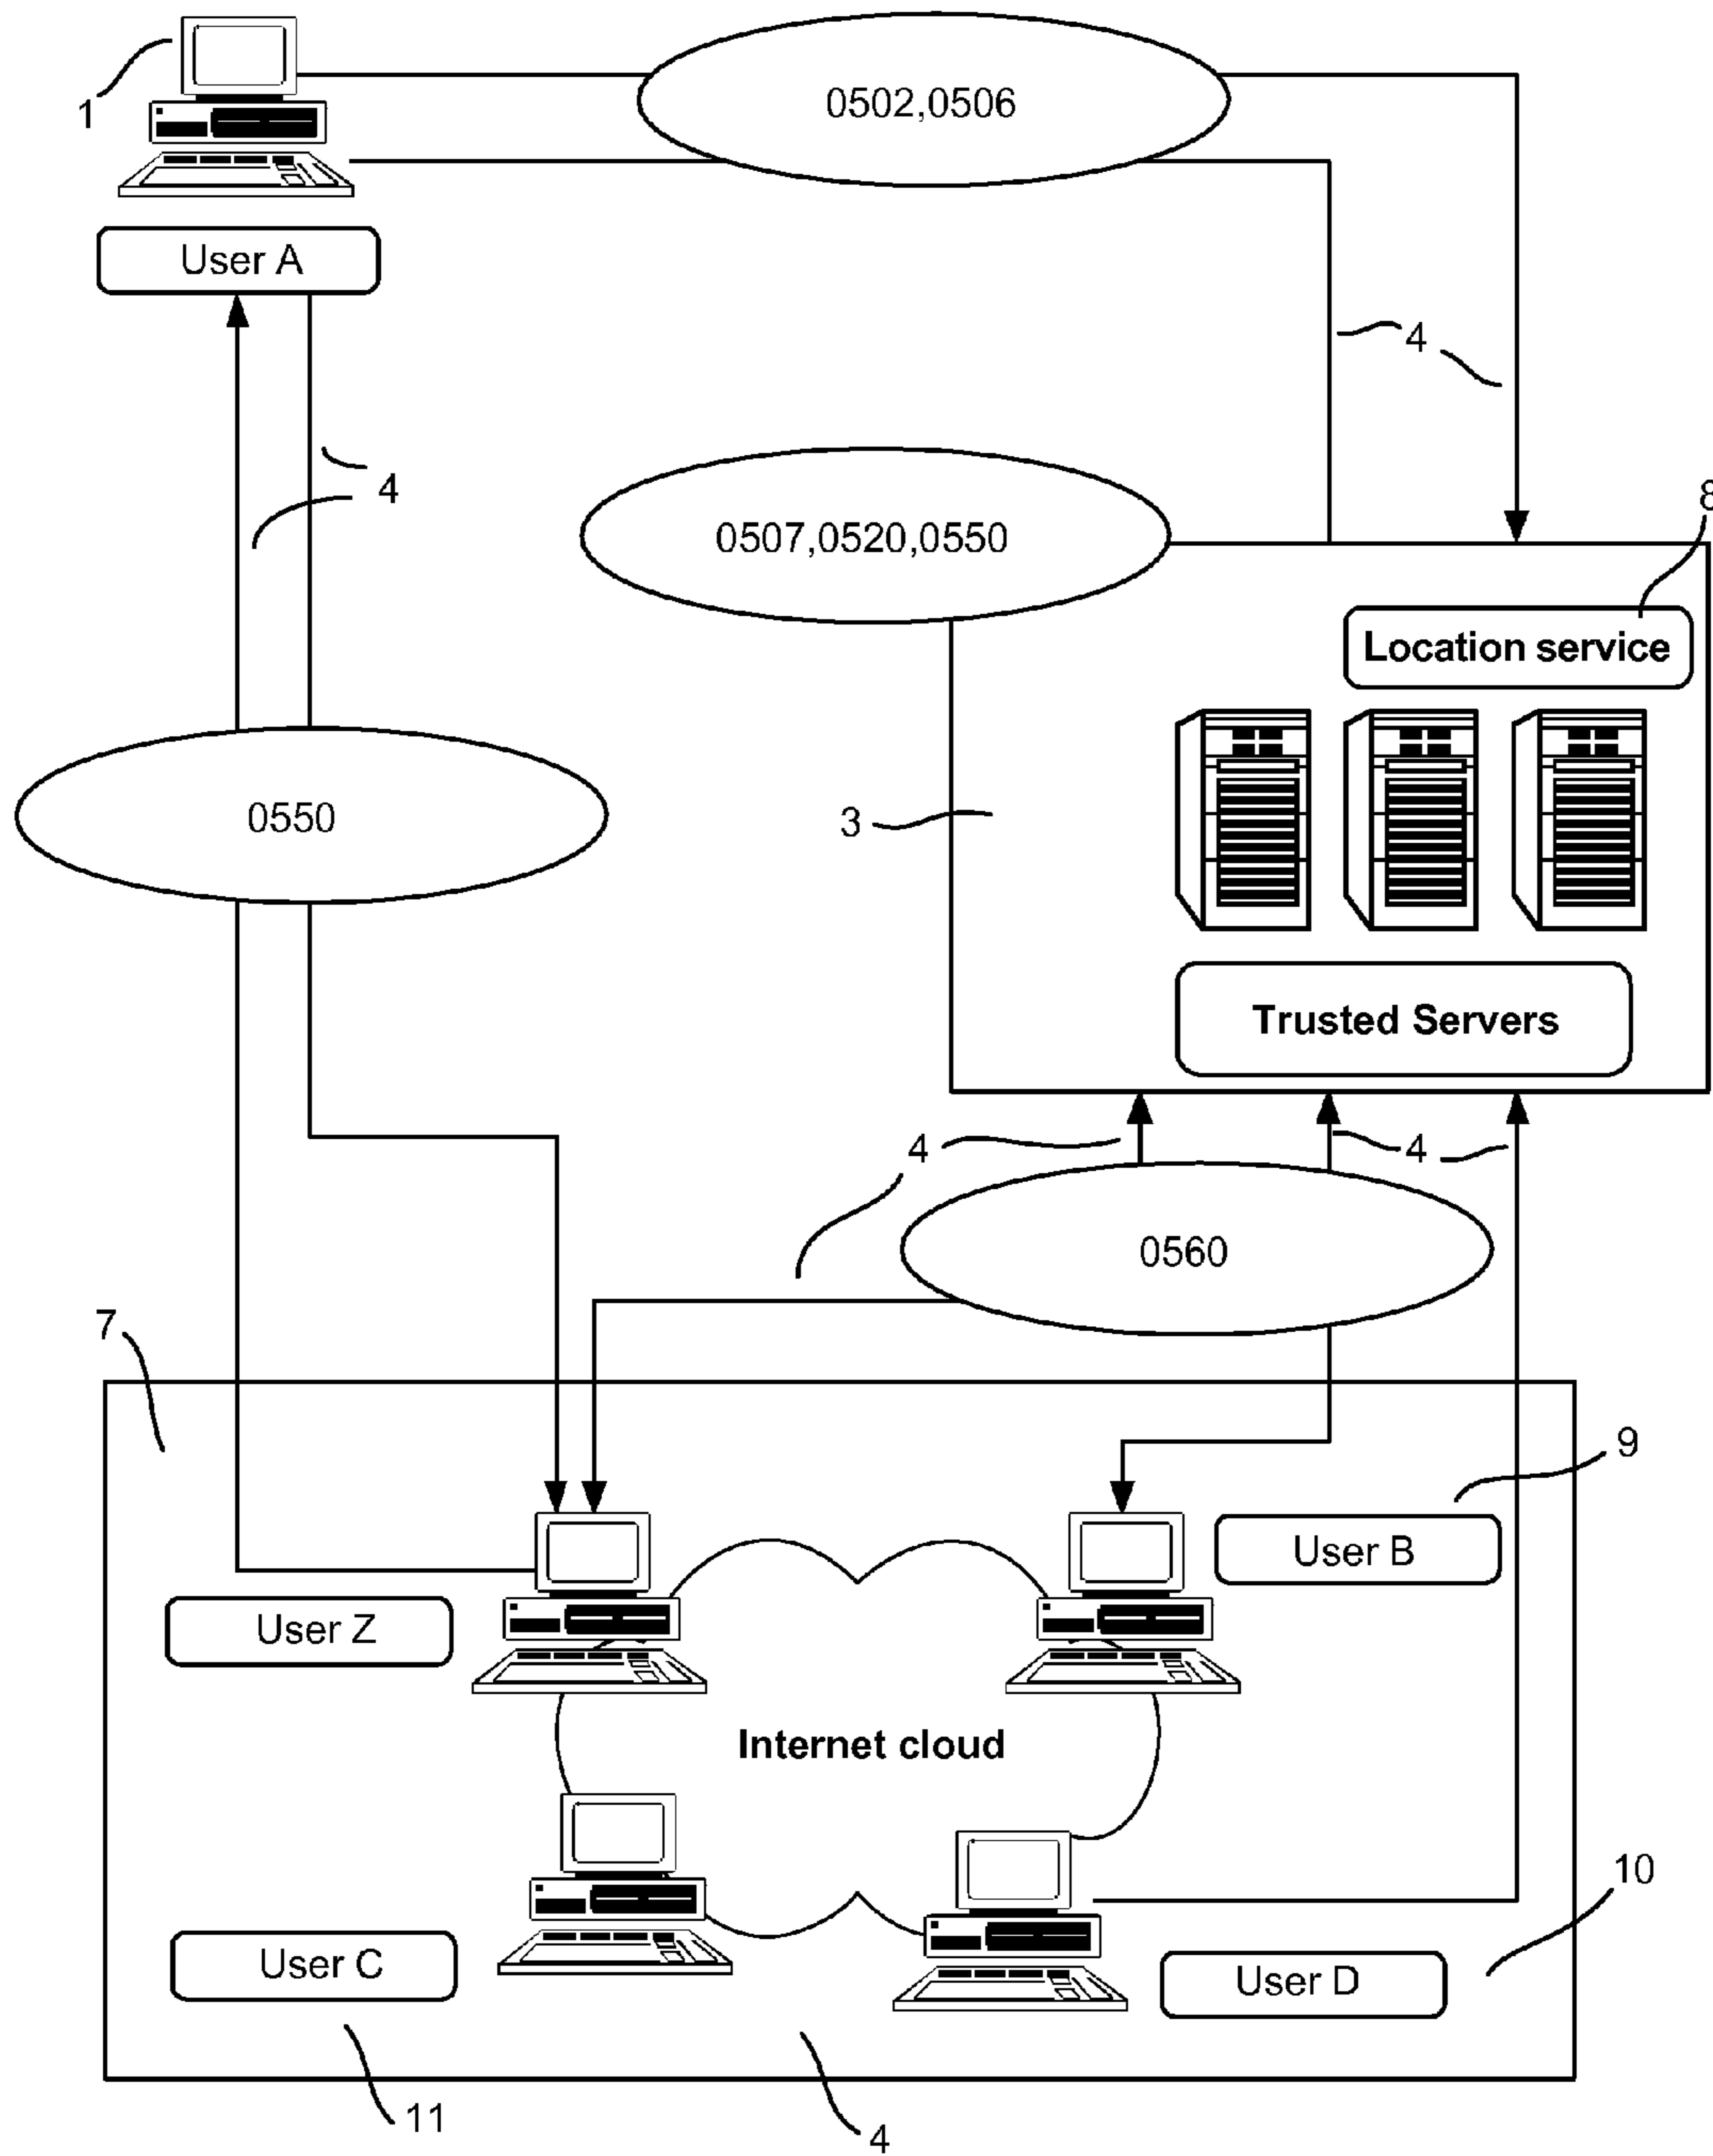 1
0502,0506
User A
4
4
8
0507,0520,0550
Location service
0550
3
Trusted Servers
4
4
0560
7
9
User B
User Z
Internet cloud
10
User C
User D
11
4